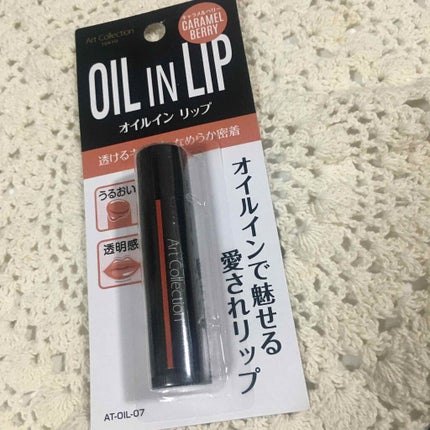 Art Collection
キャラメルベリー
CARAMEL
BERRY
OIL IN LIP
オイルイン リップ
透ける
なめらか密着
うるおい
透明感
オイルインで魅せる
愛されリップ
Art Collection
AT-OIL-07